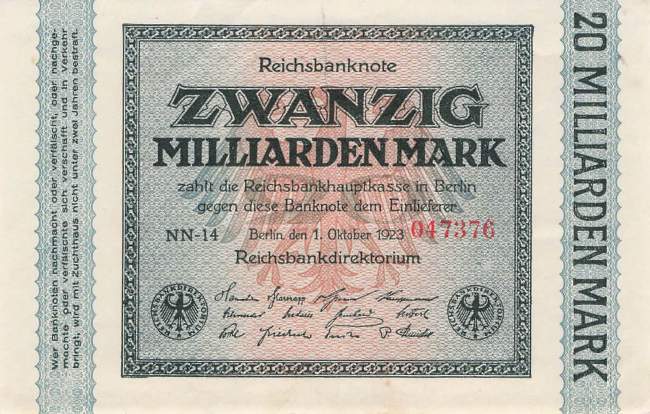 Reichsbanknote
ZWANZIG
MILLIARDEN MARK
zahlt die Reichsbankhauptkasse in Berlin
gegen diese Banknote dem Einlieferer
NN-14 Berlin, den 1. Oktober 1923 047376
Reichsbankdirektorium
REICHSBANKDIREKTORIUM
REICHSBANKDIREKTORIUM
Wer Banknoten nachmacht oder verfälscht, oder nachge-
machte oder verfälschte sich verschafft und in Verkehr
bringt, wird mit Zuchthaus nicht unter zwei Jahren bestraft.
20 MILLIARDEN MARK